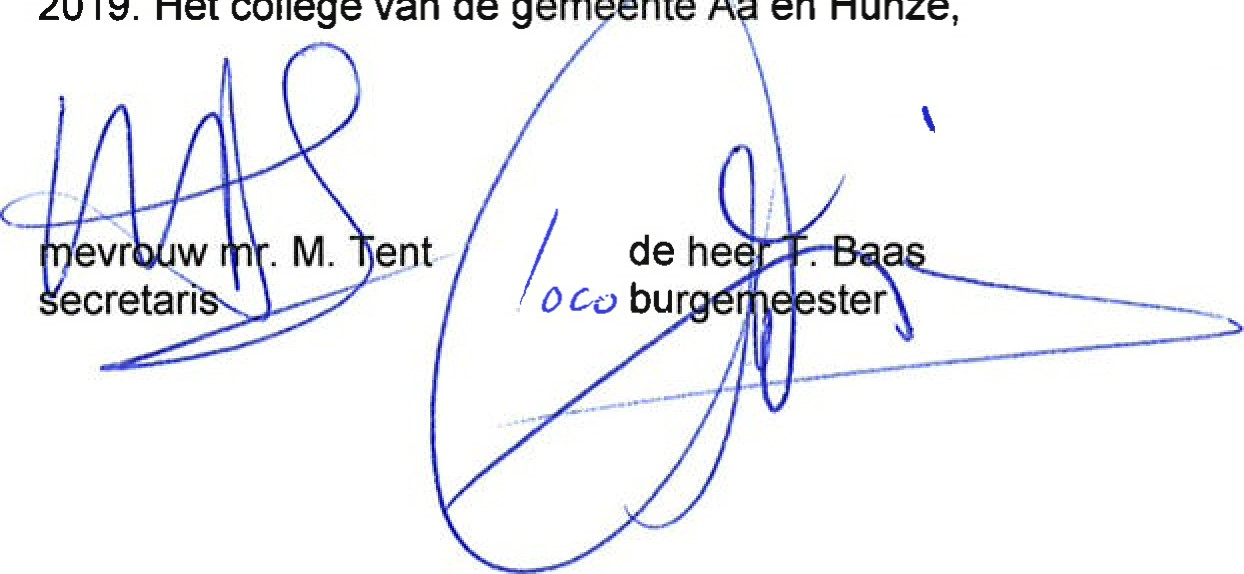 2019. Het college van de gemeente Aa en Hunze,
mevrouw mr. M. Tent
de heer T. Baas
secretaris
loco burgemeester